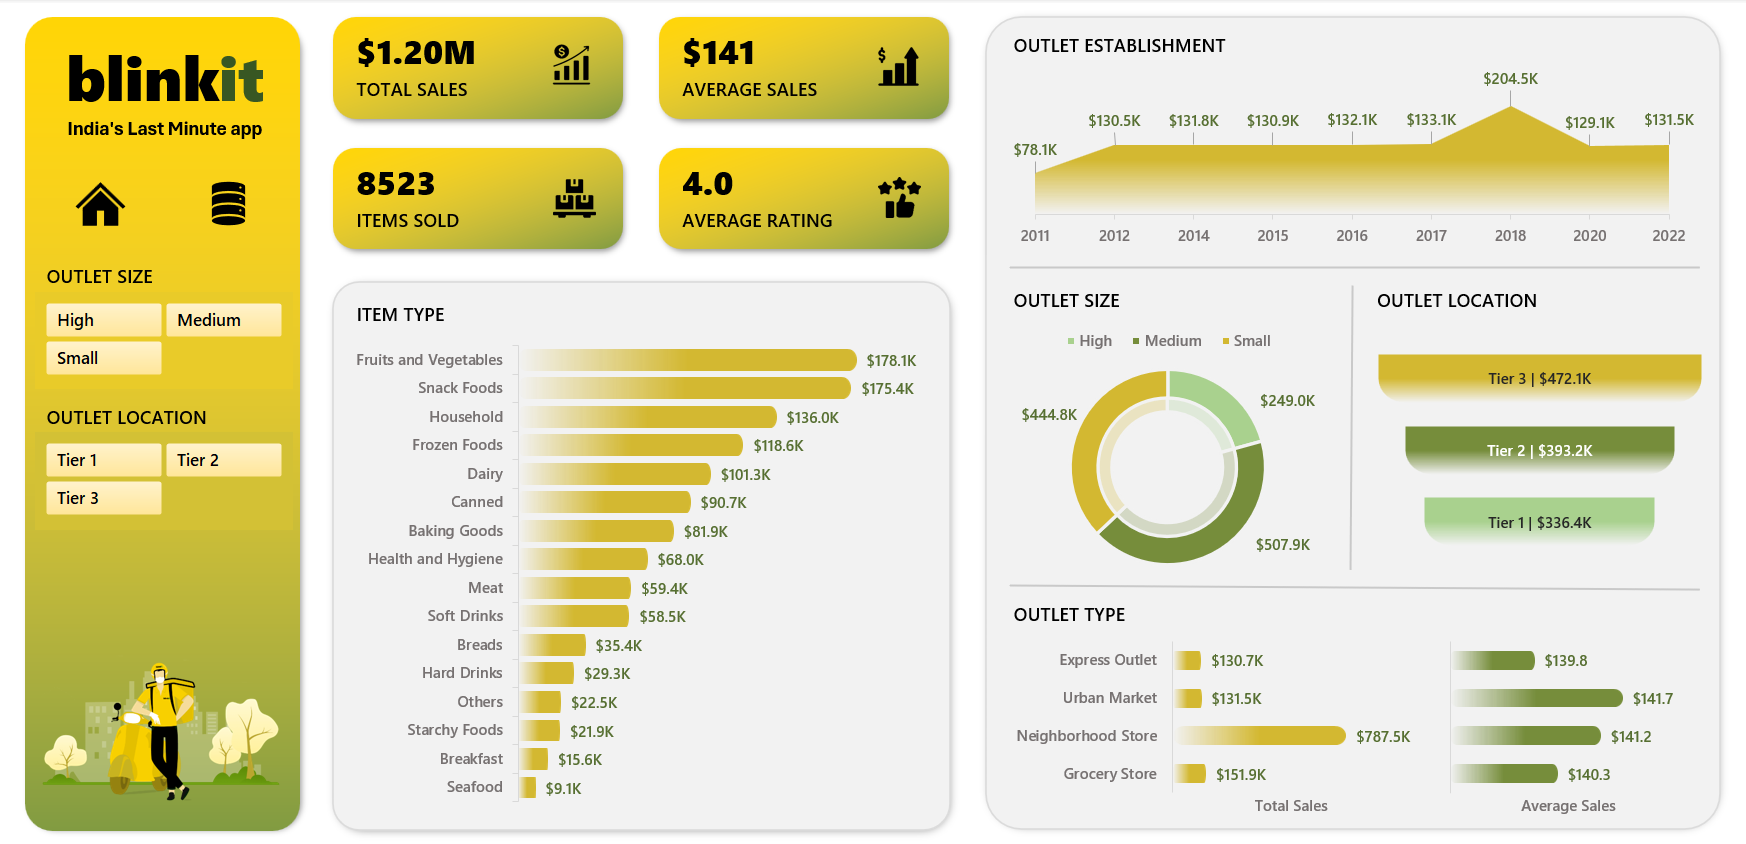 blinkit
India's Last Minute app
OUTLET SIZE
High
Medium
Small
OUTLET LOCATION
Tier 1
Tier 2
Tier 3
$1.20M
TOTAL SALES
$141
AVERAGE SALES
8523
ITEMS SOLD
4.0
AVERAGE RATING
ITEM TYPE
Fruits and Vegetables $178.1K
Snack Foods $175.4K
Household $136.0K
Frozen Foods $118.6K
Dairy $101.3K
Canned $90.7K
Baking Goods $81.9K
Health and Hygiene $68.0K
Meat $59.4K
Soft Drinks $58.5K
Breads $35.4K
Hard Drinks $29.3K
Others $22.5K
Starchy Foods $21.9K
Breakfast $15.6K
Seafood $9.1K
OUTLET ESTABLISHMENT
$78.1K $130.5K $131.8K $130.9K $132.1K $133.1K $204.5K $129.1K $131.5K
2011 2012 2014 2015 2016 2017 2018 2020 2022
OUTLET SIZE
High Medium Small
$249.0K
$444.8K
$507.9K
OUTLET LOCATION
Tier 3 | $472.1K
Tier 2 | $393.2K
Tier 1 | $336.4K
OUTLET TYPE
Express Outlet $130.7K $139.8
Urban Market $131.5K $141.7
Neighborhood Store $787.5K $141.2
Grocery Store $151.9K $140.3
Total Sales Average Sales